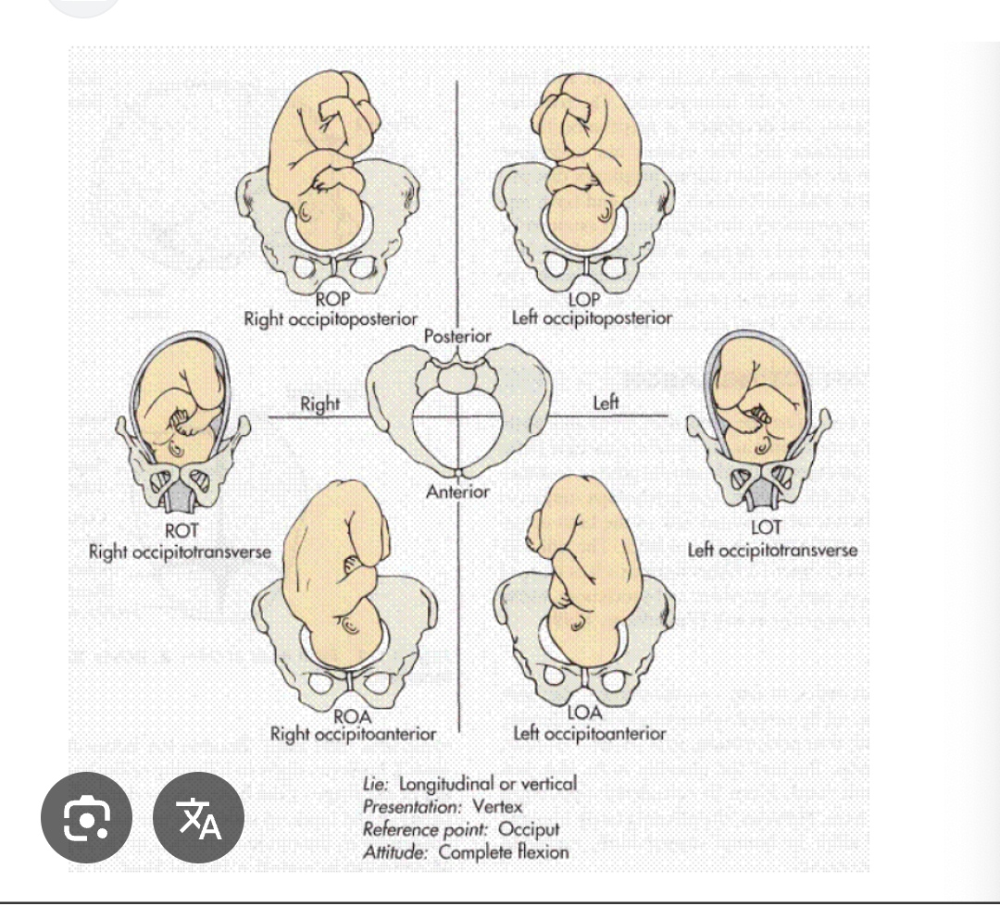 ROP
Right occipitoposterior
LOP
Left occipitoposterior
Posterior
Right
Left
Anterior
ROT
Right occipitotransverse
LOT
Left occipitotransverse
ROA
Right occipitoanterior
LOA
Left occipitoanterior
Lie: Longitudinal or vertical
Presentation: Vertex
Reference point: Occiput
Attitude: Complete flexion